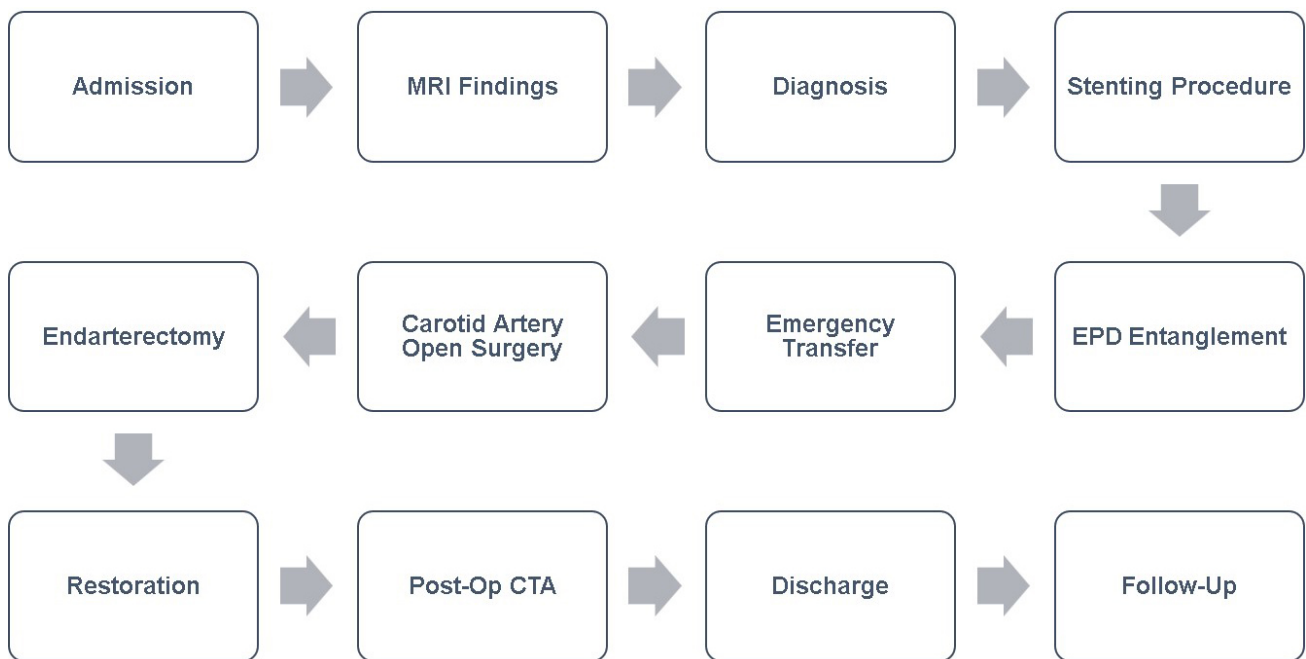 Admission
MRI Findings
Diagnosis
Stenting Procedure
EPD Entanglement
Emergency
Transfer
Carotid Artery
Open Surgery
Endarterectomy
Restoration
Post-Op CTA
Discharge
Follow-Up